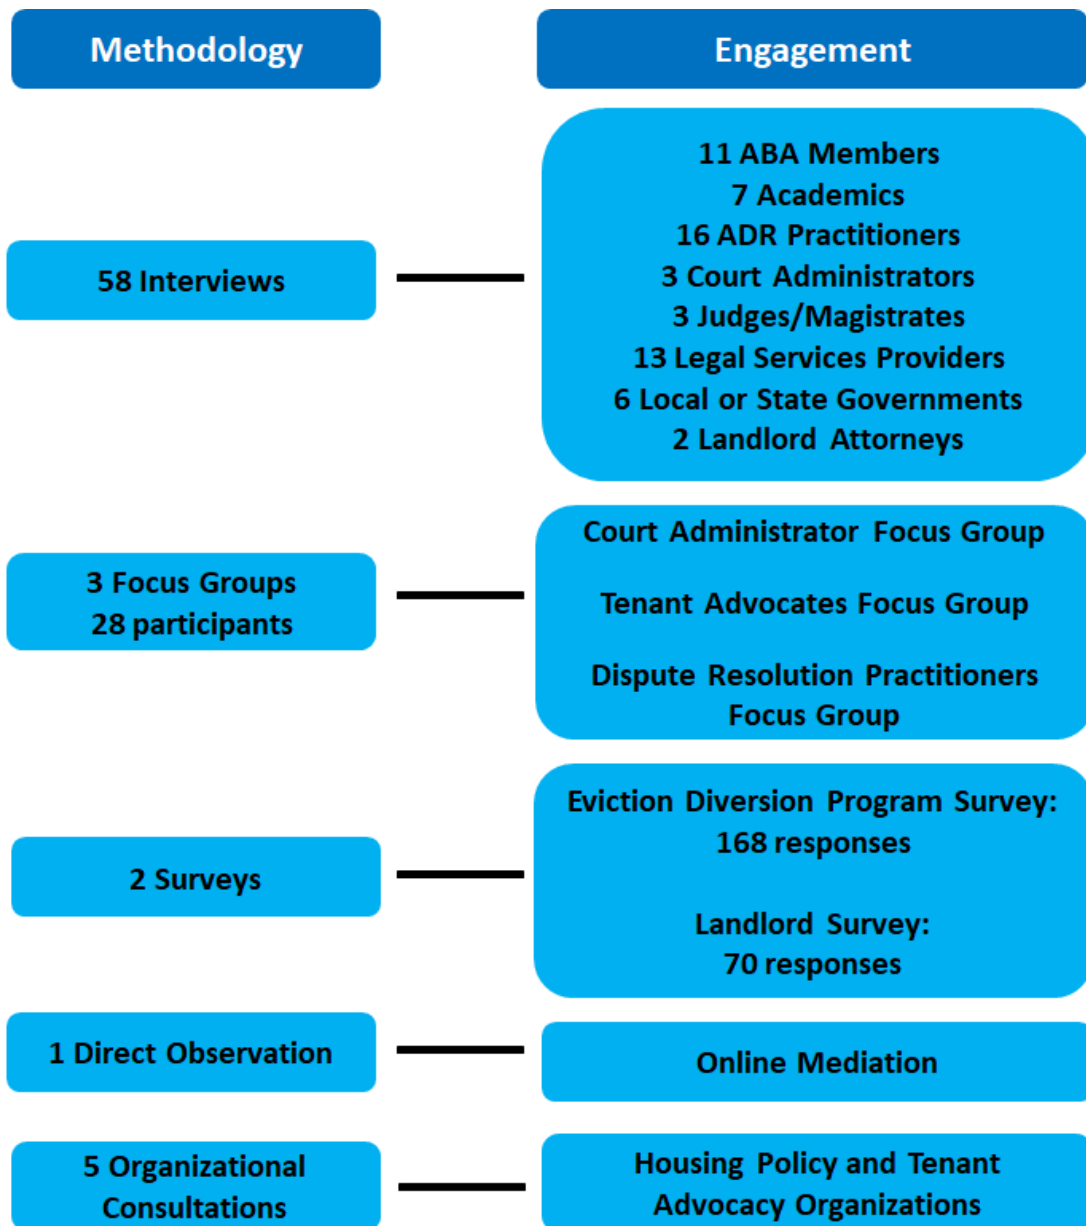 Methodology
Engagement
58 Interviews
11 ABA Members
7 Academics
16 ADR Practitioners
3 Court Administrators
3 Judges/Magistrates
13 Legal Services Providers
6 Local or State Governments
2 Landlord Attorneys
3 Focus Groups
28 participants
Court Administrator Focus Group
Tenant Advocates Focus Group
Dispute Resolution Practitioners
Focus Group
2 Surveys
Eviction Diversion Program Survey:
168 responses
Landlord Survey:
70 responses
1 Direct Observation
Online Mediation
5 Organizational
Consultations
Housing Policy and Tenant
Advocacy Organizations